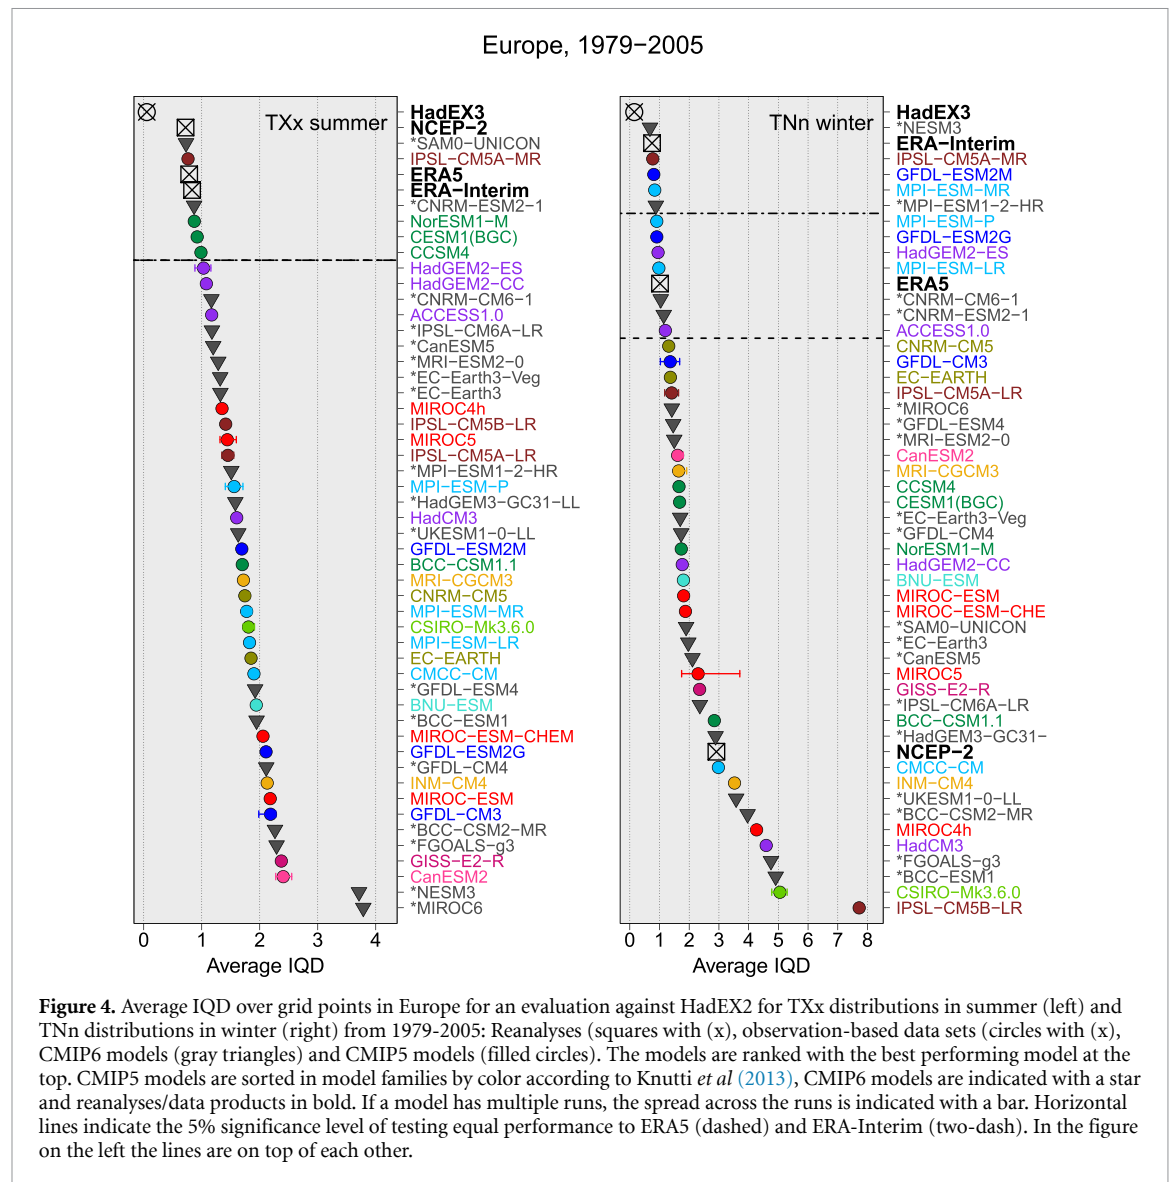 Europe, 1979−2005
TXx summer
HadEX3
NCEP−2
*SAM0−UNICON
IPSL−CM5A−MR
ERA5
ERA−Interim
*CNRM−ESM2−1
NorESM1−M
CESM1(BGC)
CCSM4
HadGEM2−ES
HadGEM2−CC
*CNRM−CM6−1
ACCESS1.0
*IPSL−CM6A−LR
*CanESM5
*MRI−ESM2−0
*EC−Earth3−Veg
*EC−Earth3
MIROC4h
IPSL−CM5B−LR
MIROC5
IPSL−CM5A−LR
*MPI−ESM1−2−HR
MPI−ESM−P
*HadGEM3−GC31−LL
HadCM3
*UKESM1−0−LL
GFDL−ESM2M
BCC−CSM1.1
MRI−CGCM3
CNRM−CM5
MPI−ESM−MR
CSIRO−Mk3.6.0
MPI−ESM−LR
EC−EARTH
CMCC−CM
*GFDL−ESM4
BNU−ESM
*BCC−ESM1
MIROC−ESM−CHEM
GFDL−ESM2G
*GFDL−CM4
INM−CM4
MIROC−ESM
GFDL−CM3
*BCC−CSM2−MR
*FGOALS−g3
GISS−E2−R
CanESM2
*NESM3
*MIROC6
0 1 2 3 4
Average IQD
TNn winter
HadEX3
*NESM3
ERA−Interim
IPSL−CM5A−MR
GFDL−ESM2M
MPI−ESM−MR
*MPI−ESM1−2−HR
MPI−ESM−P
GFDL−ESM2G
HadGEM2−ES
MPI−ESM−LR
ERA5
*CNRM−CM6−1
*CNRM−ESM2−1
ACCESS1.0
CNRM−CM5
GFDL−CM3
EC−EARTH
IPSL−CM5A−LR
*MIROC6
*GFDL−ESM4
*MRI−ESM2−0
CanESM2
MRI−CGCM3
CCSM4
CESM1(BGC)
*EC−Earth3−Veg
*GFDL−CM4
NorESM1−M
HadGEM2−CC
BNU−ESM
MIROC−ESM
MIROC−ESM−CHE
*SAM0−UNICON
*EC−Earth3
*CanESM5
MIROC5
GISS−E2−R
*IPSL−CM6A−LR
BCC−CSM1.1
*HadGEM3−GC31−
NCEP−2
CMCC−CM
INM−CM4
*UKESM1−0−LL
*BCC−CSM2−MR
MIROC4h
HadCM3
*FGOALS−g3
*BCC−ESM1
CSIRO−Mk3.6.0
IPSL−CM5B−LR
0 1 2 3 4 5 6 7 8
Average IQD
Figure 4. Average IQD over grid points in Europe for an evaluation against HadEX2 for TXx distributions in summer (left) and
TNn distributions in winter (right) from 1979-2005: Reanalyses (squares with (x), observation-based data sets (circles with (x),
CMIP6 models (gray triangles) and CMIP5 models (filled circles). The models are ranked with the best performing model at the
top. CMIP5 models are sorted in model families by color according to Knutti et al (2013), CMIP6 models are indicated with a star
and reanalyses/data products in bold. If a model has multiple runs, the spread across the runs is indicated with a bar. Horizontal
lines indicate the 5% significance level of testing equal performance to ERA5 (dashed) and ERA-Interim (two-dash). In the figure
on the left the lines are on top of each other.